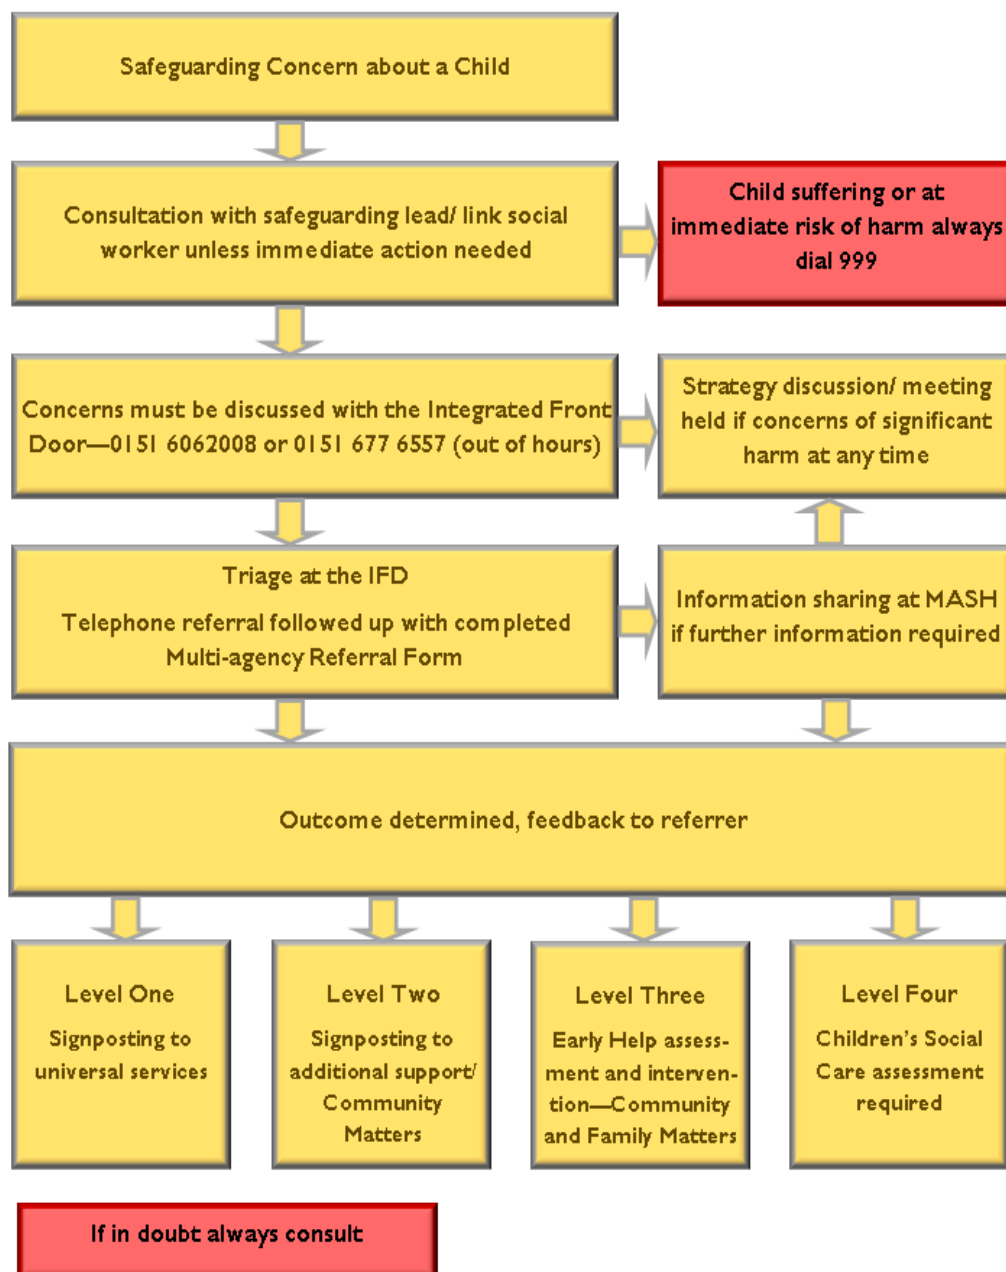 Safeguarding Concern about a Child
Consultation with safeguarding lead/ link social
worker unless immediate action needed
Child suffering or at
immediate risk of harm always
dial 999
Concerns must be discussed with the Integrated Front
Door—0151 6062008 or 0151 677 6557 (out of hours)
Strategy discussion/ meeting
held if concerns of significant
harm at any time
Triage at the IFD
Telephone referral followed up with completed
Multi-agency Referral Form
Information sharing at MASH
if further information required
Outcome determined, feedback to referrer
Level One
Signposting to
universal services
Level Two
Signposting to
additional support/
Community
Matters
Level Three
Early Help assess-
ment and interven-
tion—Community
and Family Matters
Level Four
Children's Social
Care assessment
required
If in doubt always consult